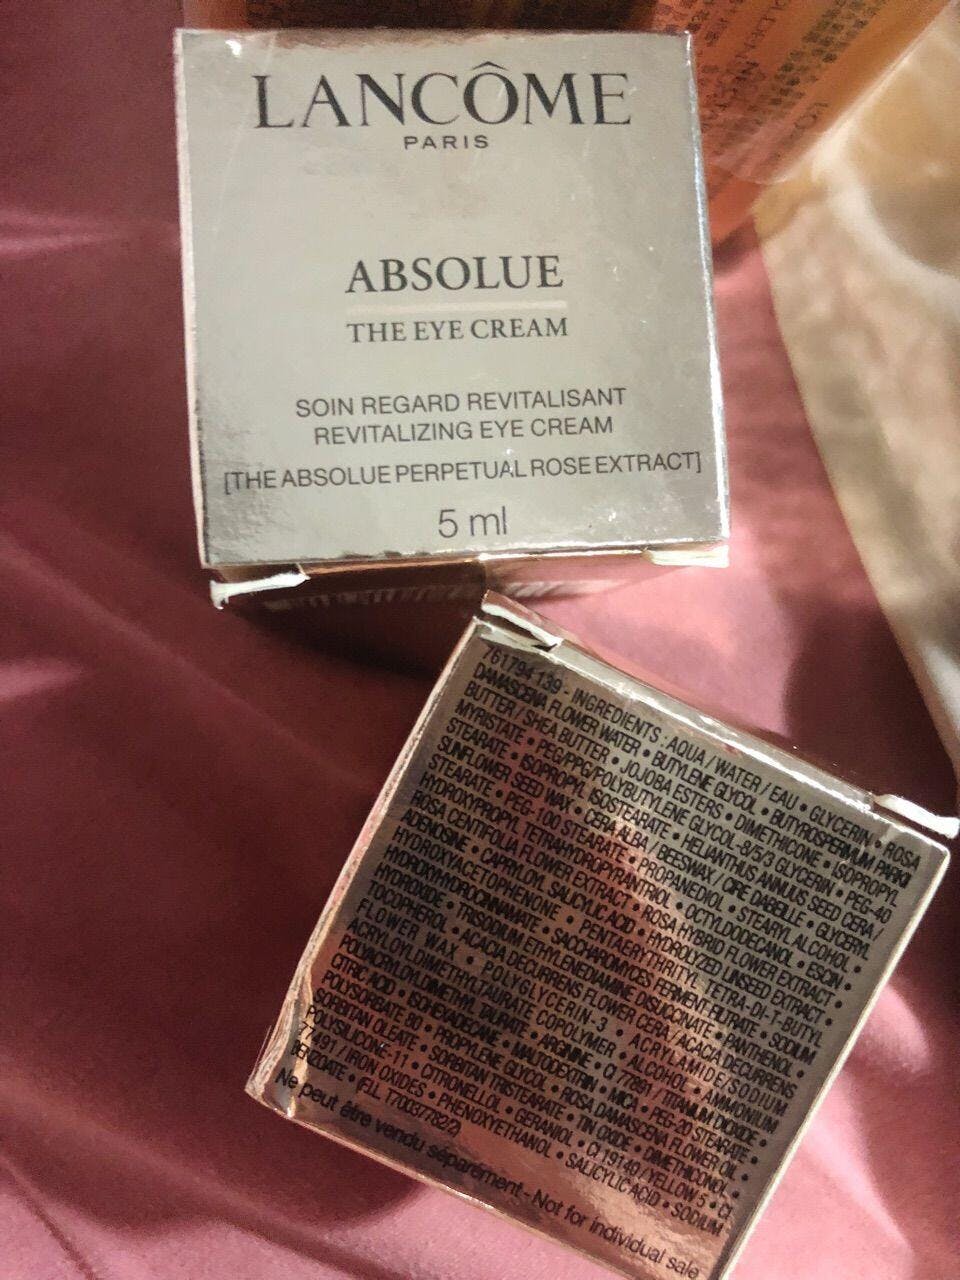 LANCÔME
PARIS
ABSOLUE
THE EYE CREAM
SOIN REGARD REVITALISANT
REVITALIZING EYE CREAM
[THE ABSOLUE PERPETUAL ROSE EXTRACT]
5 ml
761794 139 - INGREDIENTS : AQUA / WATER / EAU • GLYCERIN • ROSA
DAMASCENA FLOWER WATER • BUTYLENE GLYCOL • BUTYROSPERMUM PARKII
BUTTER / SHEA BUTTER • JOJOBA ESTERS • DIMETHICONE • ISOPROPYL
MYRISTATE • PEG/PPG/POLYBUTYLENE GLYCOL-8/5/3 GLYCERIN • PEG-40
STEARATE • ISOPROPYL ISOSTEARATE • HELIANTHUS ANNUUS SEED CERA /
SUNFLOWER SEED WAX • CERA ALBA / BEESWAX / CIRE DABEILLE • GLYCERYL
STEARATE • PEG-100 STEARATE • PROPANEDIOL • STEARYL ALCOHOL •
HYDROXYPROPYL TETRAHYDROPYRANTRIOL • OCTYLDODECANOL • ESCIN •
ROSA CENTIFOLIA FLOWER EXTRACT • ROSA HYBRID FLOWER EXTRACT •
ADENOSINE • CAPRYLOYL SALICYLIC ACID • HYDROLYZED LINSEED EXTRACT •
HYDROXYACETOPHENONE • PENTAERYTHRITYL TETRA-DI-T-BUTYL
HYDROXYHYDROCINNAMATE • SACCHAROMYCES FERMENT FILTRATE • SODIUM
HYDROXIDE • TRISODIUM ETHYLENEDIAMINE DISUCCINATE • PANTHENOL •
TOCOPHEROL • ACACIA DECURRENS FLOWER CERA / ACACIA DECURRENS
FLOWER WAX • POLYGLYCERIN-3 • ACRYLAMIDE/SODIUM
ACRYLOYLDIMETHYLTAURATE COPOLYMER • ALCOHOL • AMMONIUM
POLYACRYLOYLDIMETHYL TAURATE • ARGININE • CI 77891 / TITANIUM DIOXIDE •
CITRIC ACID • ISOHEXADECANE • MALTODEXTRIN • MICA • PEG-20 STEARATE •
POLYSORBATE 80 • PROPYLENE GLYCOL • ROSA DAMASCENA FLOWER OIL •
SORBITAN OLEATE • SORBITAN TRISTEARATE • TIN OXIDE • DIMETHICONOL •
POLYSILICONE-11 • CITRONELLOL • GERANIOL • CI 19140 / YELLOW 5 • CI
77491 / IRON OXIDES • PHENOXYETHANOL • SALICYLIC ACID • SODIUM
BENZOATE • (F.I.L. T70037782/2)
Ne peut être vendu séparément - Not for individual sale